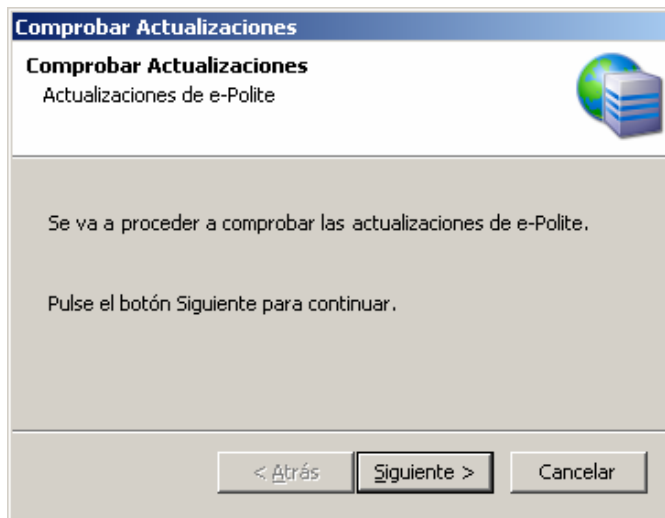 Comprobar Actualizaciones
Comprobar Actualizaciones
Actualizaciones de e-Polite
Se va a proceder a comprobar las actualizaciones de e-Polite.
Pulse el botón Siguiente para continuar.
< Atrás Siguiente > Cancelar